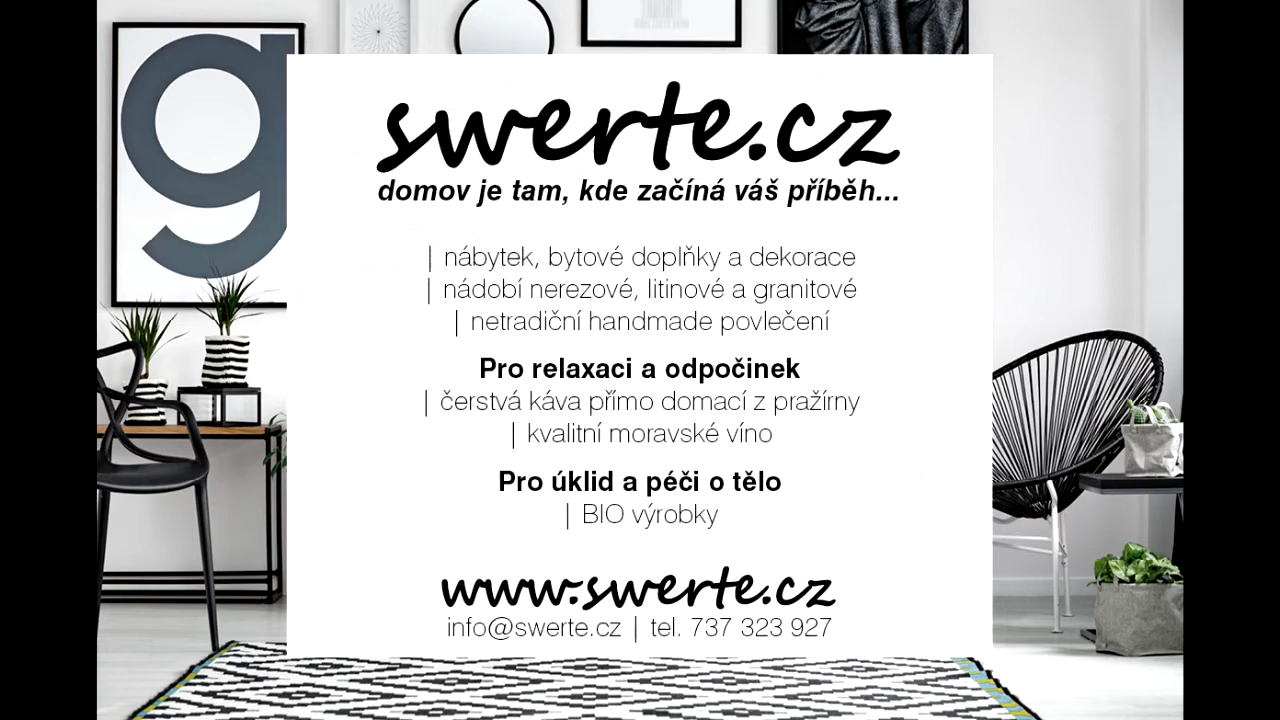 g
swerte.cz
domov je tam, kde začíná váš příběh...
| nábytek, bytové doplňky a dekorace
| nádobí nerezové, litinové a granitové
| netradiční handmade povlečení
Pro relaxaci a odpočinek
| čerstvá káva přímo domací z pražírny
| kvalitní moravské víno
Pro úklid a péči o tělo
| BIO výrobky
www.swerte.cz
info@swerte.cz | tel. 737 323 927